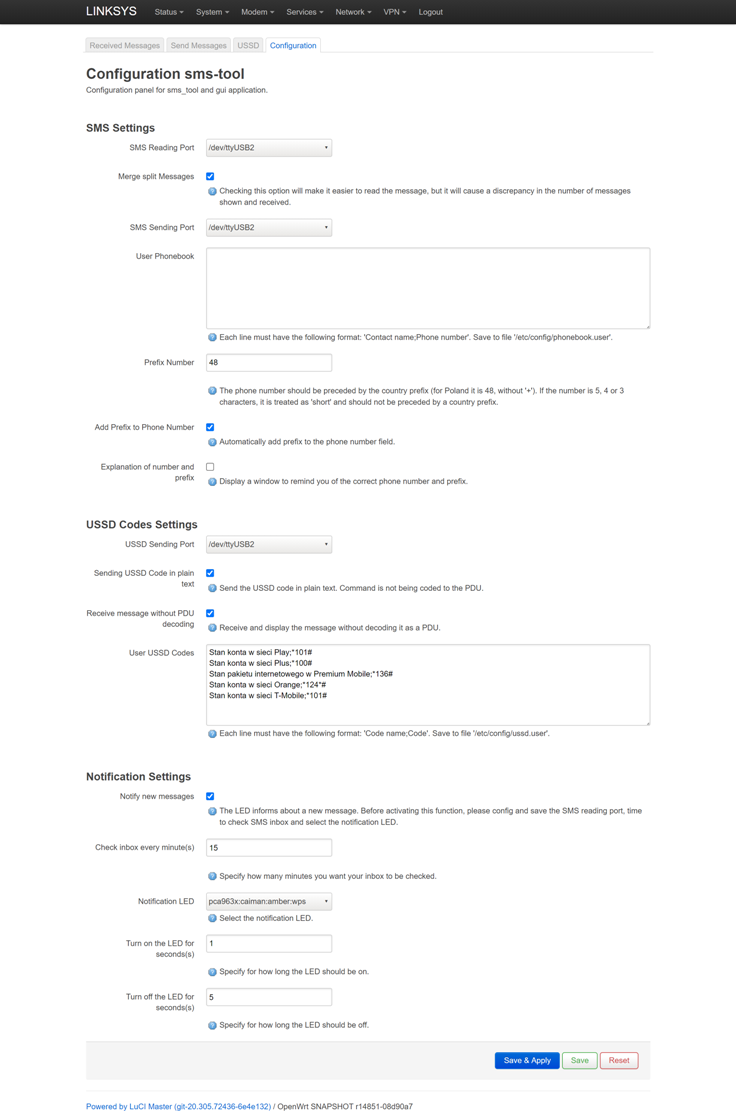 LINKSYS Status System Modem Services Network VPN Logout
Received Messages Send Messages USSD Configuration
Configuration sms-tool
Configuration panel for sms_tool and gui application.
SMS Settings
SMS Reading Port /dev/ttyUSB2
Merge split Messages
Checking this option will make it easier to read the message, but it will cause a discrepancy in the number of messages
shown and received.
SMS Sending Port /dev/ttyUSB2
User Phonebook
Each line must have the following format: 'Contact name;Phone number'. Save to file '/etc/config/phonebook.user'.
Prefix Number 48
The phone number should be preceded by the country prefix (for Poland it is 48, without '+'). If the number is 5, 4 or 3
characters, it is treated as 'short' and should not be preceded by a country prefix.
Add Prefix to Phone Number
Automatically add prefix to the phone number field.
Explanation of number and
prefix
Display a window to remind you of the correct phone number and prefix.
USSD Codes Settings
USSD Sending Port /dev/ttyUSB2
Sending USSD Code in plain
text
Send the USSD code in plain text. Command is not being coded to the PDU.
Receive message without PDU
decoding
Receive and display the message without decoding it as a PDU.
User USSD Codes
Stan konta w sieci Play;*101#
Stan konta w sieci Plus;*100#
Stan pakietu internetowego w Premium Mobile;*136#
Stan konta w sieci Orange;*124*#
Stan konta w sieci T-Mobile;*101#
Each line must have the following format: 'Code name;Code'. Save to file '/etc/config/ussd.user'.
Notification Settings
Notify new messages
The LED informs about a new message. Before activating this function, please config and save the SMS reading port, time
to check SMS inbox and select the notification LED.
Check inbox every minute(s) 15
Specify how many minutes you want your inbox to be checked.
Notification LED pca963x:caiman:amber:wps
Select the notification LED.
Turn on the LED for
seconds(s)
1
Specify for how long the LED should be on.
Turn off the LED for
seconds(s)
5
Specify for how long the LED should be off.
Save & Apply Save Reset
Powered by LuCI Master (git-20.305.72436-6e4e132) / OpenWrt SNAPSHOT r14851-08d90a7